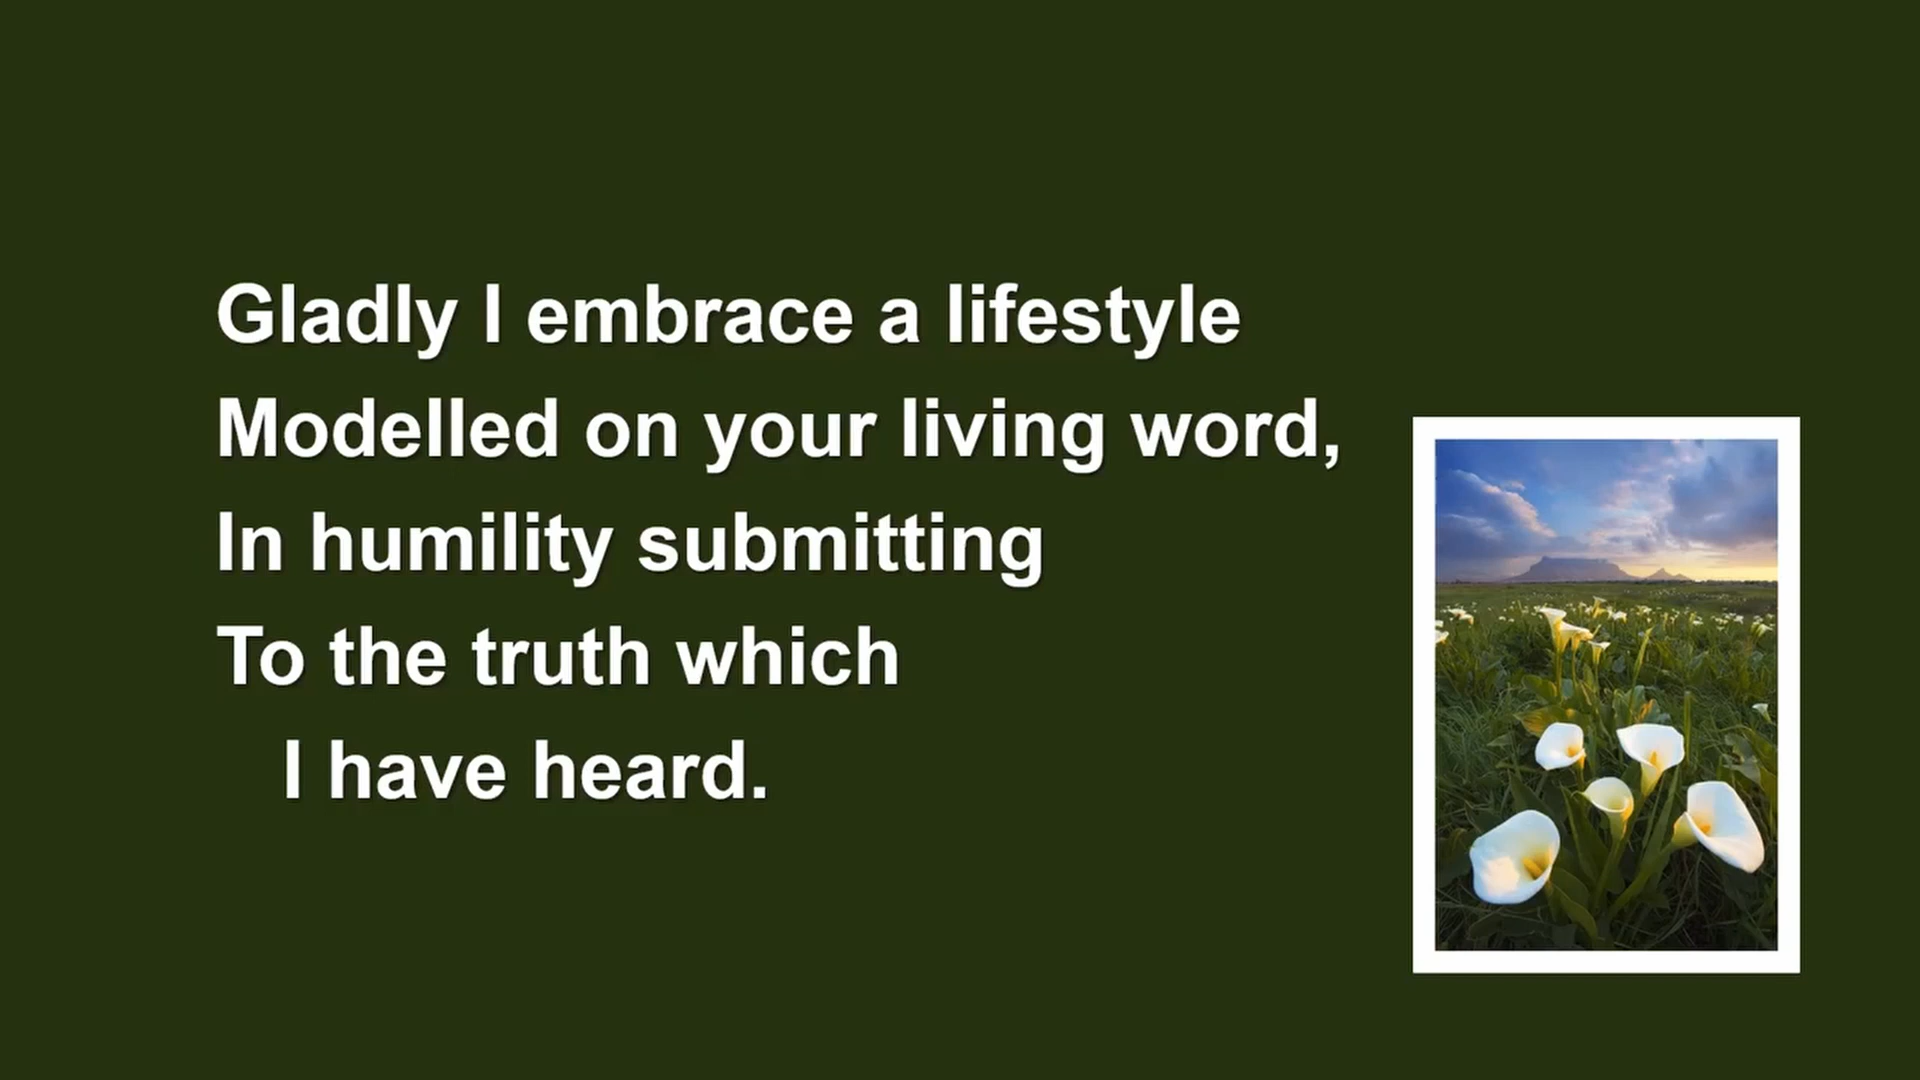 Gladly I embrace a lifestyle
Modelled on your living word,
In humility submitting
To the truth which
I have heard.